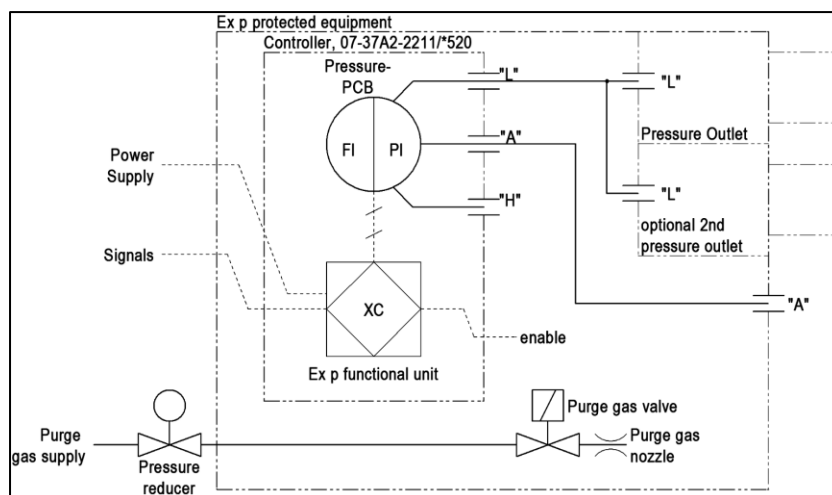 Ex p protected equipment
Controller, 07-37A2-2211/*520
Pressure-
PCB
"L"
"L"
FI
PI
"A"
Pressure Outlet
Power
Supply
"H"
"L"
optional 2nd
pressure outlet
Signals
XC
"A"
enable
Ex p functional unit
Purge gas valve
Purge
gas supply
Pressure
reducer
Purge gas
nozzle